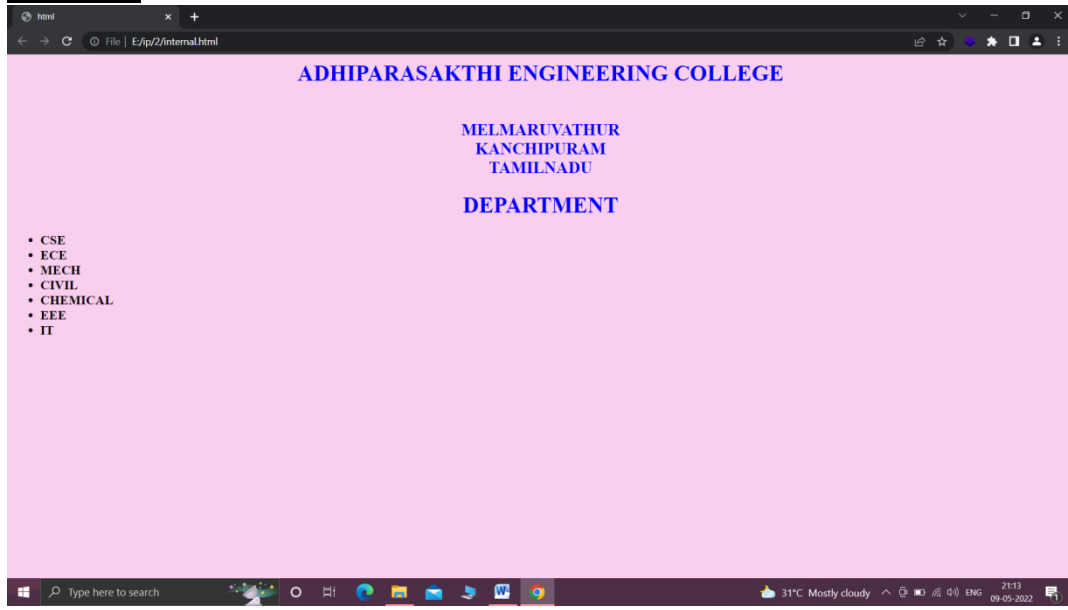 html
File | E:/ip/2/internal.html
ADHIPARASAKTHI ENGINEERING COLLEGE
MELMARUVATHUR
KANCHIPURAM
TAMILNADU
DEPARTMENT
• CSE
• ECE
• MECH
• CIVIL
• CHEMICAL
• EEE
• IT
Type here to search
31°C Mostly cloudy
ENG
21:13
09-05-2022